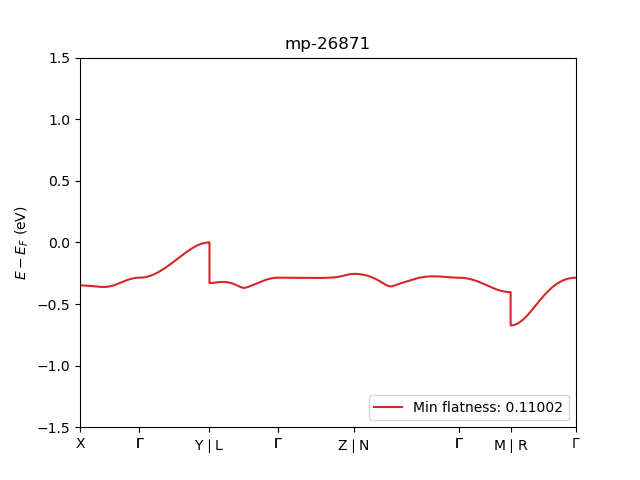 mp-26871
E − E_F (eV)
1.5
1.0
0.5
0.0
−0.5
−1.0
−1.5
Min flatness: 0.11002
X Γ Y | L Γ Z | N Γ M | R Γ